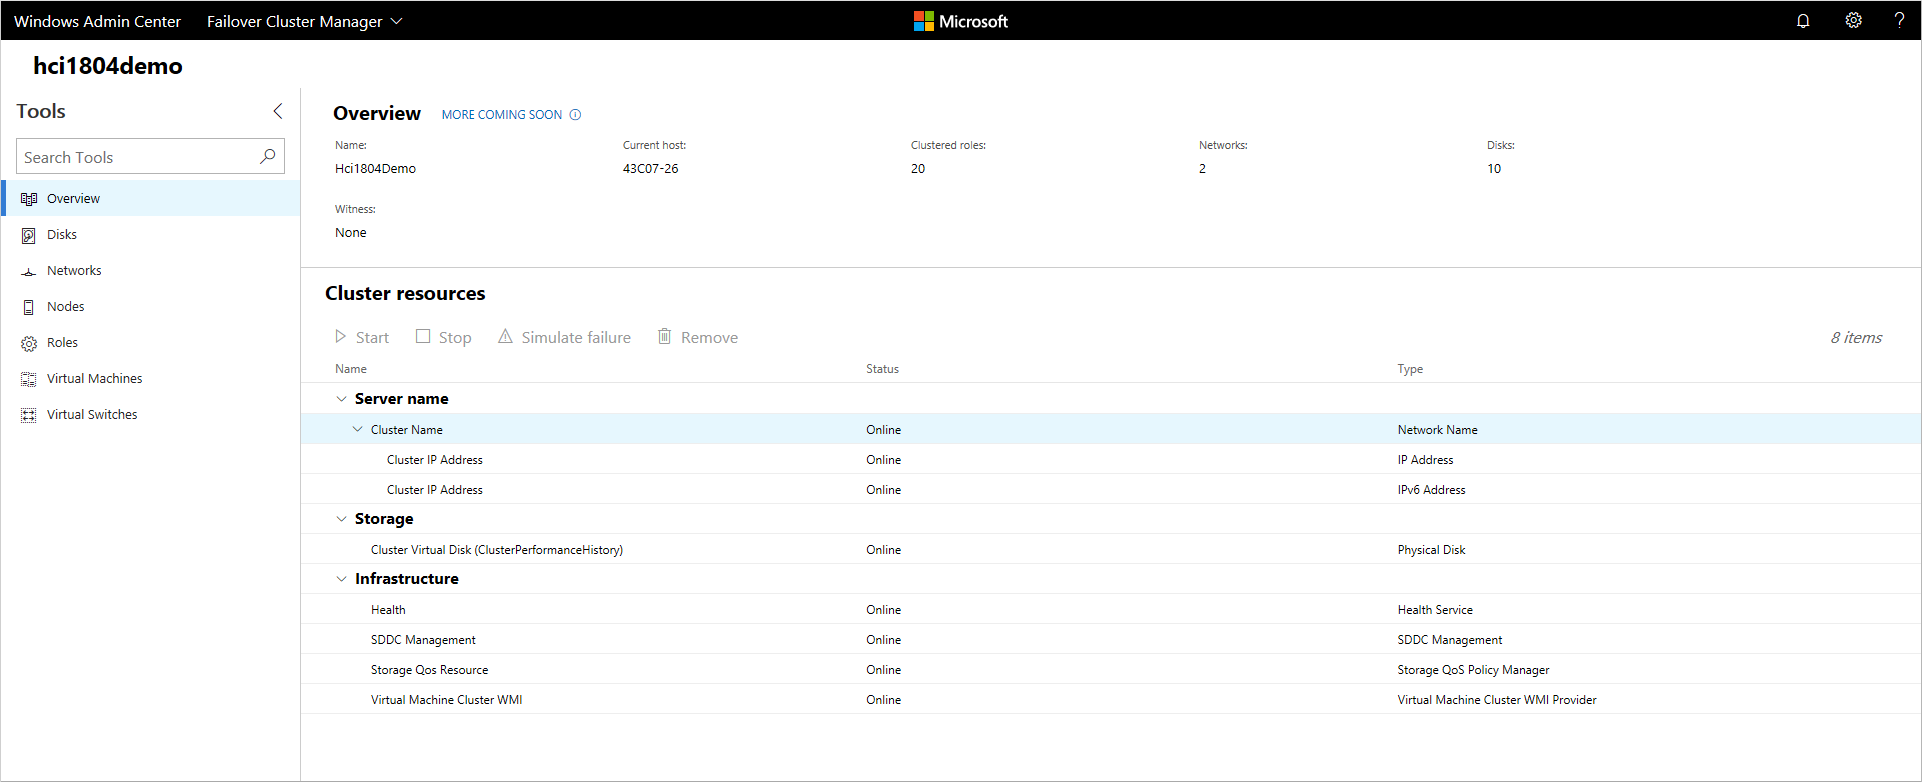 Windows Admin Center Failover Cluster Manager Microsoft ?
hci1804demo
Tools
Search Tools
Overview
Disks
Networks
Nodes
Roles
Virtual Machines
Virtual Switches
Overview MORE COMING SOON
Name: Current host: Clustered roles: Networks: Disks:
Hci1804Demo 43C07-26 20 2 10
Witness:
None
Cluster resources
Start Stop Simulate failure Remove 8 items
Name Status Type
Server name
Cluster Name Online Network Name
Cluster IP Address Online IP Address
Cluster IP Address Online IPv6 Address
Storage
Cluster Virtual Disk (ClusterPerformanceHistory) Online Physical Disk
Infrastructure
Health Online Health Service
SDDC Management Online SDDC Management
Storage Qos Resource Online Storage QoS Policy Manager
Virtual Machine Cluster WMI Online Virtual Machine Cluster WMI Provider